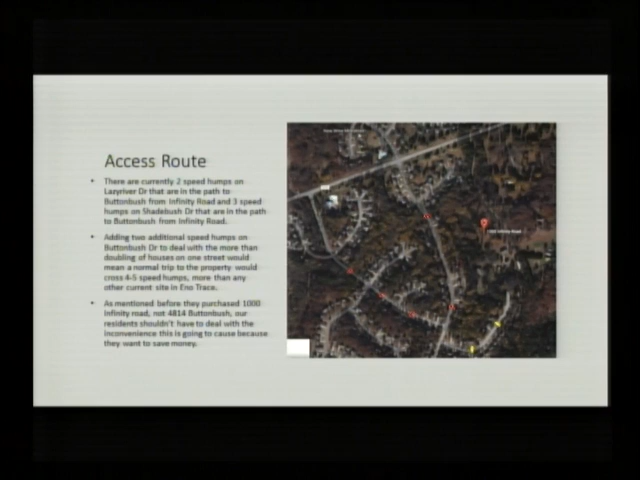 Access Route
• There are currently 2 speed humps on
Lazyriver Dr that are in the path to
Buttonbush from Infinity Road and 3 speed
humps on Shadebush Dr that are in the path
to Buttonbush from Infinity Road.
• Adding two additional speed humps on
Buttonbush Dr to deal with the more than
doubling of houses on one street would
mean a normal trip to the property would
cross 4-5 speed humps, more than any
other current site in Eno Trace.
• As mentioned before they purchased 1000
Infinity road, not 4814 Buttonbush, our
residents shouldn't have to deal with the
inconvenience this is going to cause because
they want to save money.
1000 Infinity Road